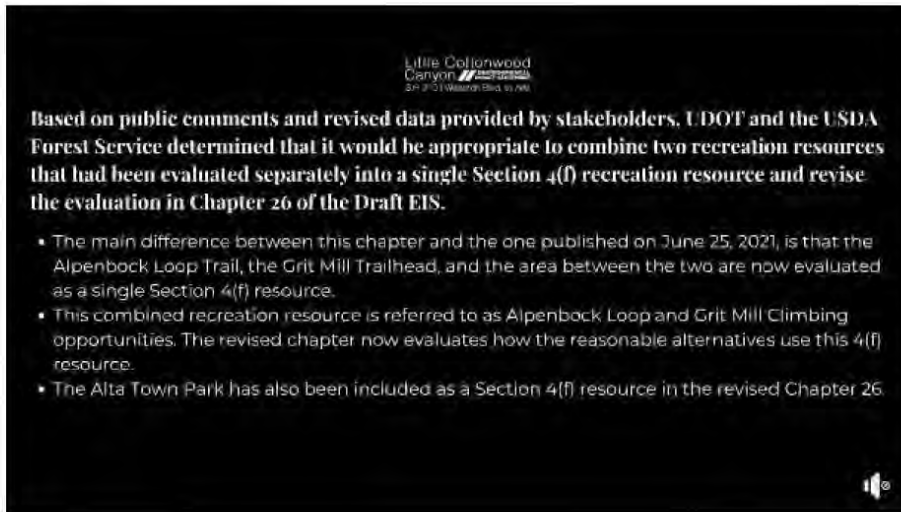 Little Cottonwood
Canyon
Based on public comments and revised data provided by stakeholders, UDOT and the USDA
Forest Service determined that it would be appropriate to combine two recreation resources
that had been evaluated separately into a single Section 4(f) recreation resource and revise
the evaluation in Chapter 26 of the Draft EIS.
• The main difference between this chapter and the one published on June 25, 2021, is that the
Alpenbock Loop Trail, the Grit Mill Trailhead, and the area between the two are now evaluated
as a single Section 4(f) resource.
• This combined recreation resource is referred to as Alpenbock Loop and Grit Mill Climbing
opportunities. The revised chapter now evaluates how the reasonable alternatives use this 4(f)
resource.
• The Alta Town Park has also been included as a Section 4(f) resource in the revised Chapter 26.